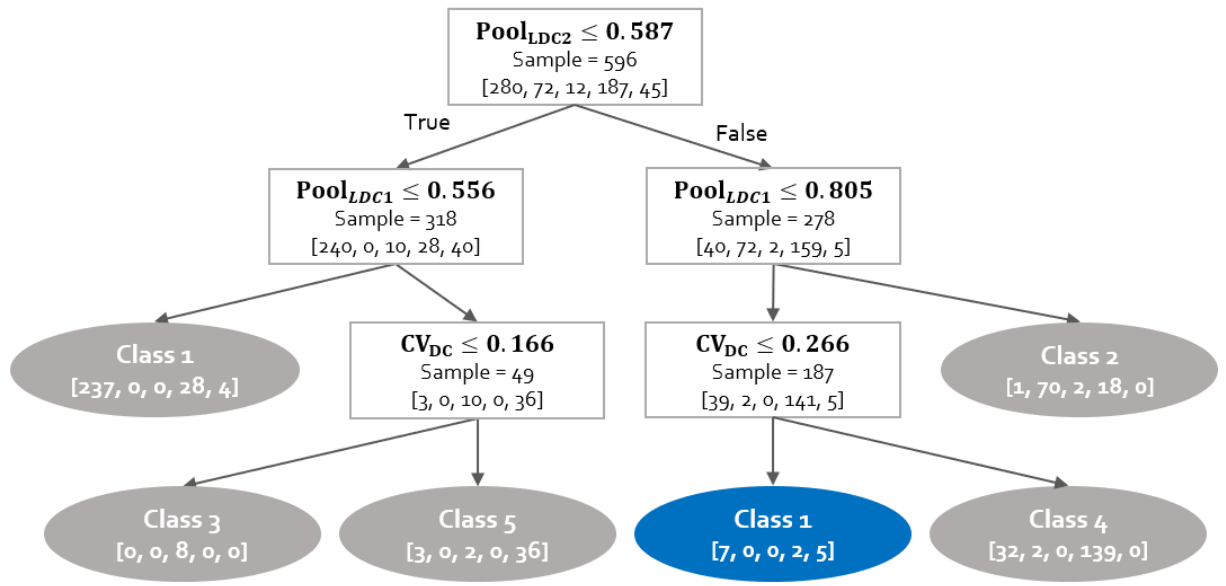 Pool_LDC2 ≤ 0.587
Sample = 596
[280, 72, 12, 187, 45]
True
False
Pool_LDC1 ≤ 0.556
Sample = 318
[240, 0, 10, 28, 40]
Pool_LDC1 ≤ 0.805
Sample = 278
[40, 72, 2, 159, 5]
Class 1
[237, 0, 0, 28, 4]
CV_DC ≤ 0.166
Sample = 49
[3, 0, 10, 0, 36]
CV_DC ≤ 0.266
Sample = 187
[39, 2, 0, 141, 5]
Class 2
[1, 70, 2, 18, 0]
Class 3
[0, 0, 8, 0, 0]
Class 5
[3, 0, 2, 0, 36]
Class 1
[7, 0, 0, 2, 5]
Class 4
[32, 2, 0, 139, 0]